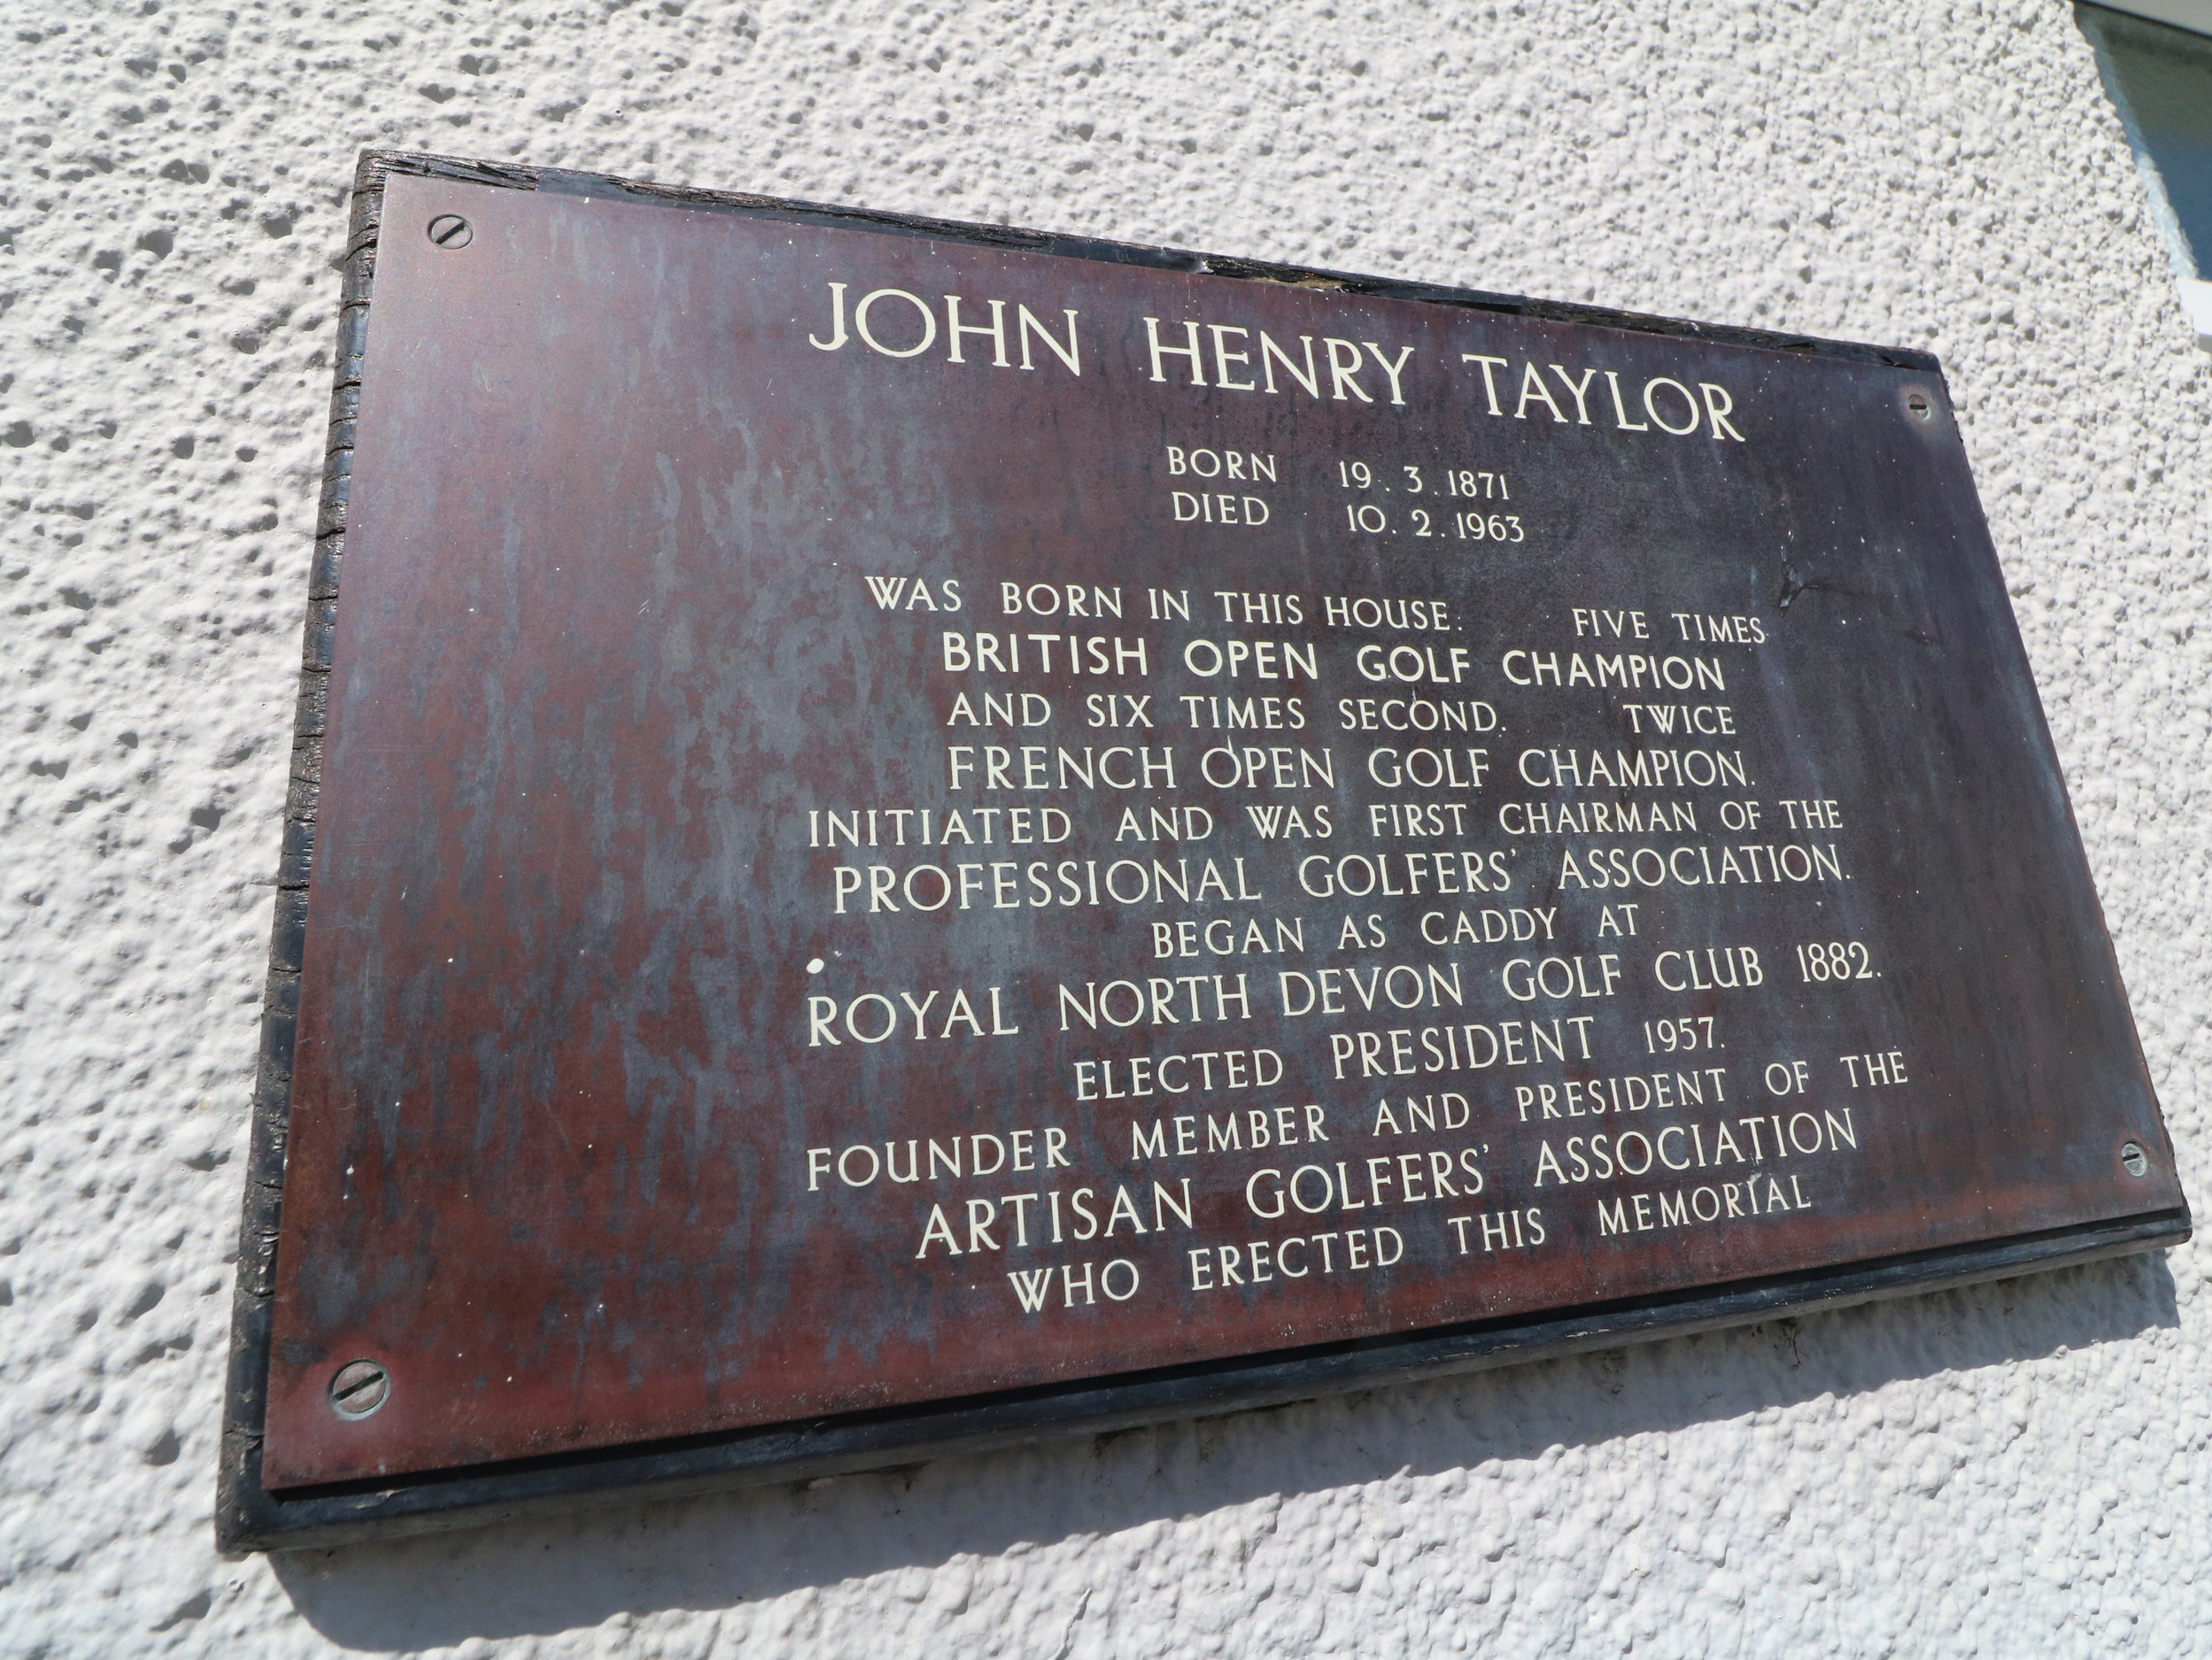 JOHN HENRY TAYLOR
BORN 19.3.1871
DIED 10.2.1963
WAS BORN IN THIS HOUSE. FIVE TIMES
BRITISH OPEN GOLF CHAMPION
AND SIX TIMES SECOND. TWICE
FRENCH OPEN GOLF CHAMPION.
INITIATED AND WAS FIRST CHAIRMAN OF THE
PROFESSIONAL GOLFERS' ASSOCIATION.
BEGAN AS CADDY AT
ROYAL NORTH DEVON GOLF CLUB 1882.
ELECTED PRESIDENT 1957.
FOUNDER MEMBER AND PRESIDENT OF THE
ARTISAN GOLFERS' ASSOCIATION
WHO ERECTED THIS MEMORIAL